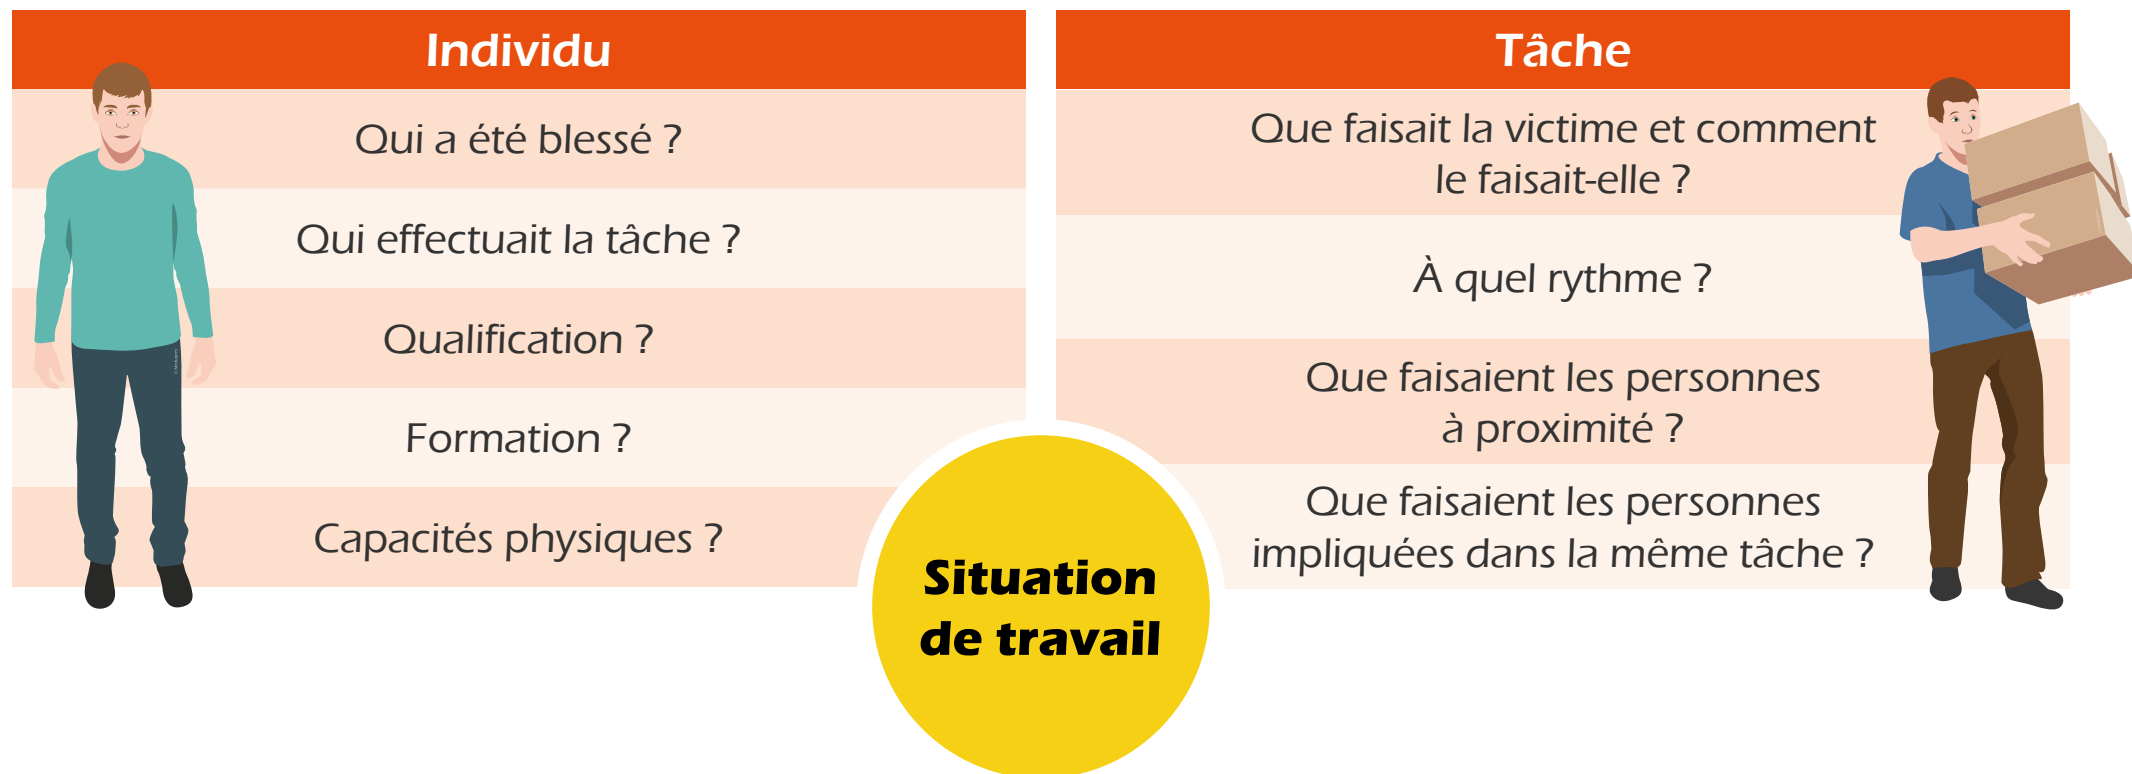 Individu
Qui a été blessé ?
Qui effectuait la tâche ?
Qualification ?
Formation ?
Capacités physiques ?
Tâche
Que faisait la victime et comment
le faisait-elle ?
À quel rythme ?
Que faisaient les personnes
à proximité ?
Que faisaient les personnes
impliquées dans la même tâche ?
Situation
de travail